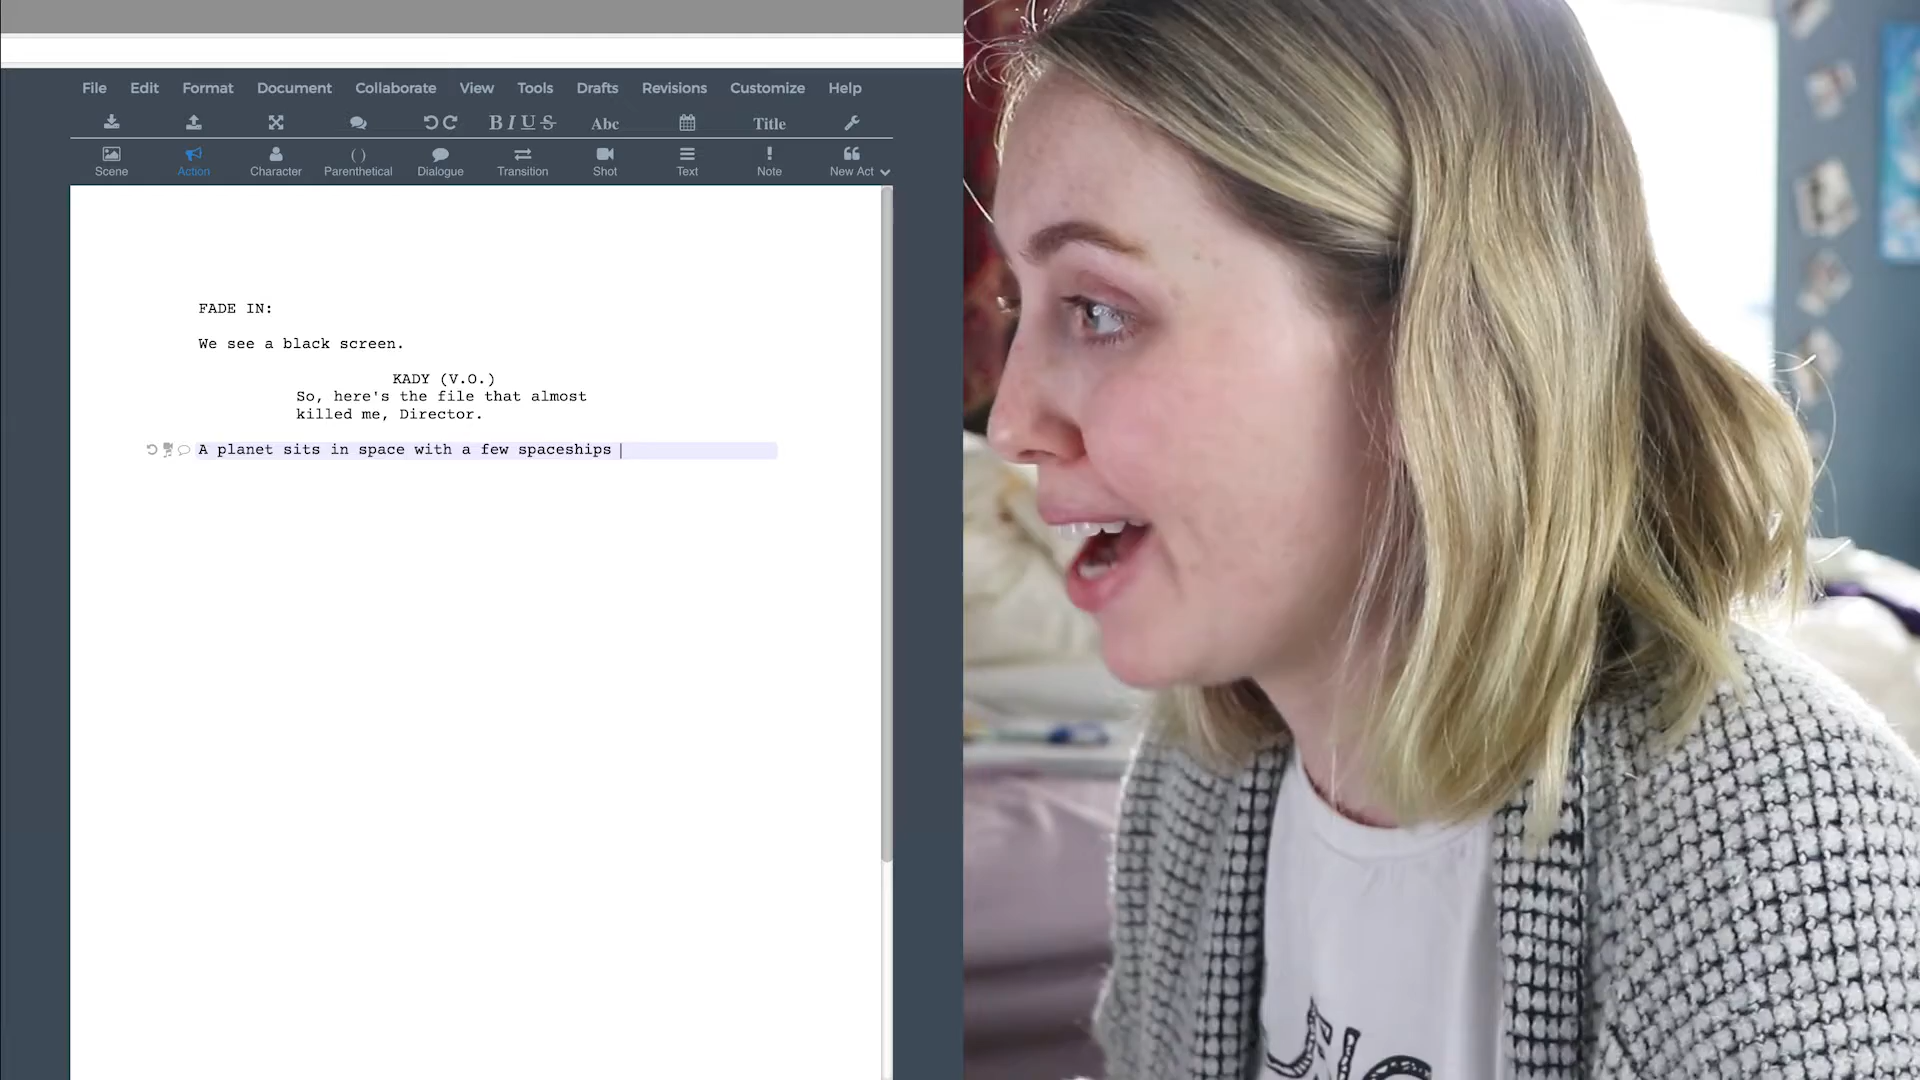 File Edit Format Document Collaborate View Tools Drafts Revisions Customize Help
B I U S Abc Title
Scene Action Character Parenthetical Dialogue Transition Shot Text Note New Act
FADE IN:
We see a black screen.
KADY (V.O.)
So, here's the file that almost
killed me, Director.
A planet sits in space with a few spaceships